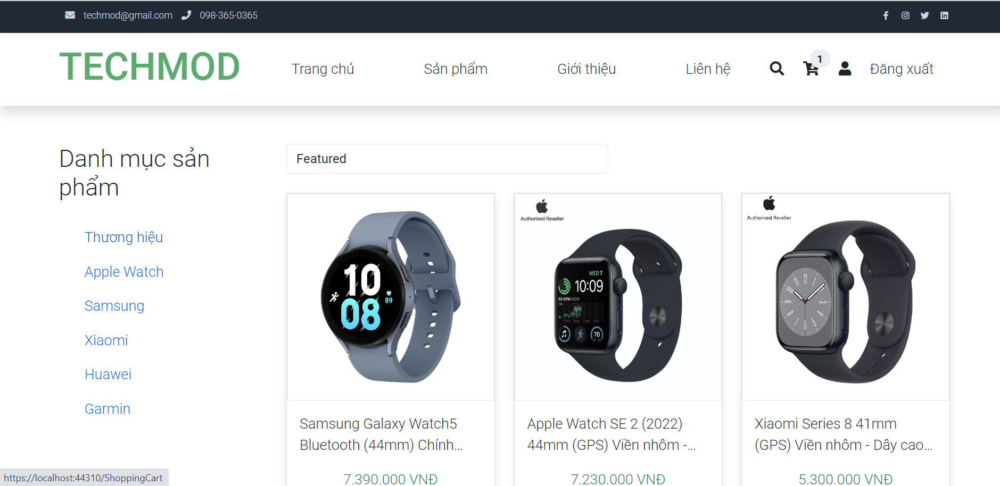 techmod@gmail.com 098-365-0365
TECHMOD
Trang chủ Sản phẩm Giới thiệu Liên hệ 1 Đăng xuất
Danh mục sản
phẩm
Thương hiệu
Apple Watch
Samsung
Xiaomi
Huawei
Garmin
Featured
10
08
89
Samsung Galaxy Watch5
Bluetooth (44mm) Chính...
7.390.000 VNĐ
Authorised Reseller
WED 7
10:09
68 BPM NOW
70
Apple Watch SE 2 (2022)
44mm (GPS) Viền nhôm -...
7.230.000 VNĐ
Authorised Reseller
Xiaomi Series 8 41mm
(GPS) Viền nhôm - Dây cao...
5.300.000 VNĐ
https://localhost:44310/ShoppingCart